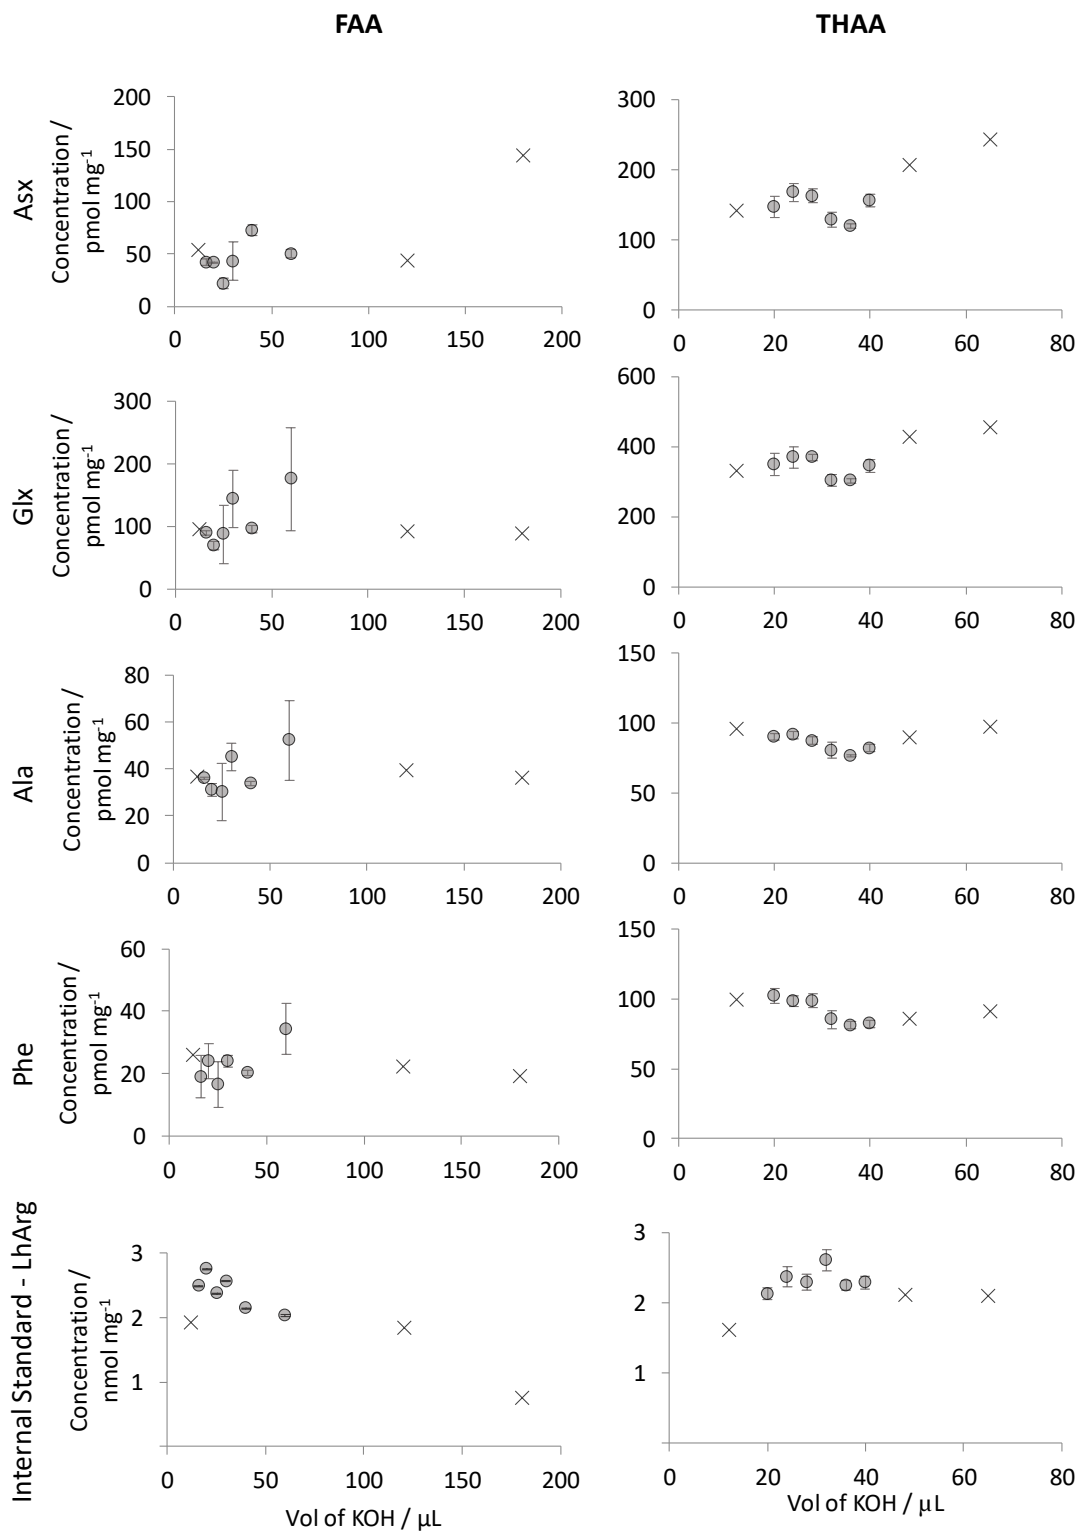 FAA
THAA
Asx
Concentration /
pmol mg⁻¹
200
150
100
50
0
0 50 100 150 200
300
200
100
0
0 20 40 60 80
Glx
Concentration /
pmol mg⁻¹
300
200
100
0
0 50 100 150 200
600
400
200
0
0 20 40 60 80
Ala
Concentration /
pmol mg⁻¹
80
60
40
20
0
0 50 100 150 200
150
100
50
0
0 20 40 60 80
Phe
Concentration /
pmol mg⁻¹
60
40
20
0
0 50 100 150 200
150
100
50
0
0 20 40 60 80
Internal Standard - LhArg
Concentration /
nmol mg⁻¹
3
2
1
0 50 100 150 200
Vol of KOH / μL
3
2
1
0 20 40 60 80
Vol of KOH / μL